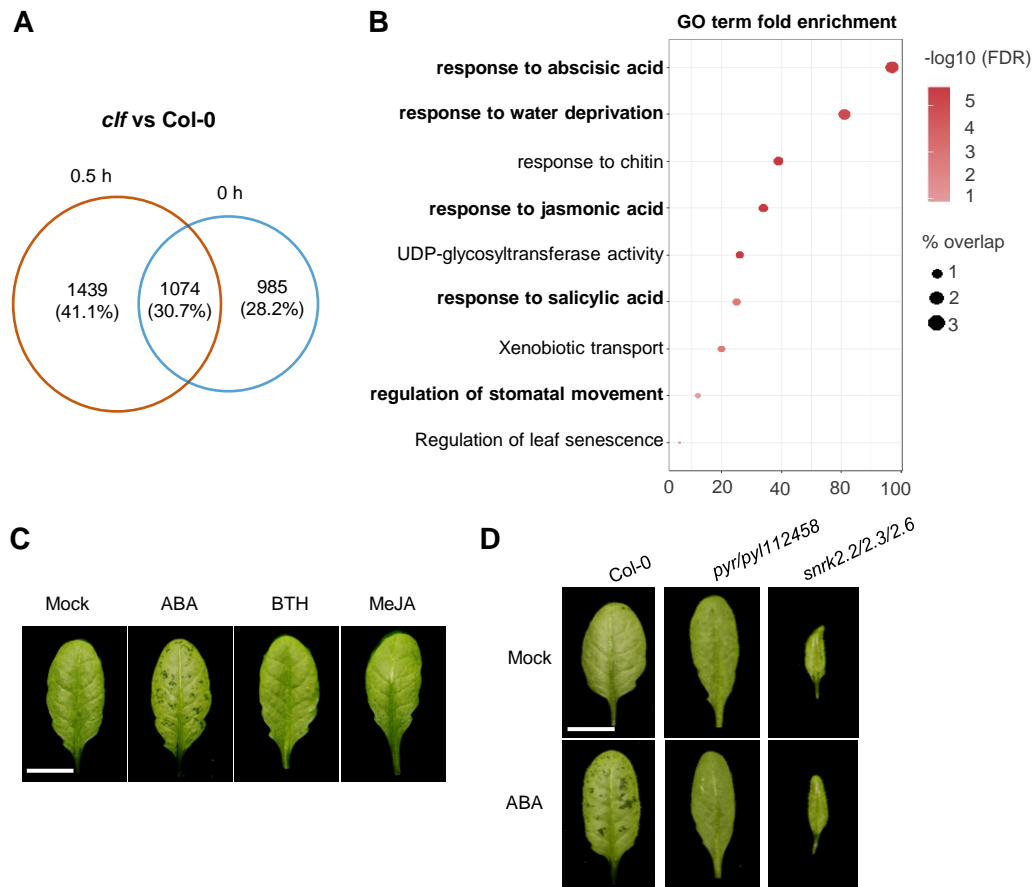 A
clf vs Col-0
0.5 h
0 h
1439
(41.1%)
1074
(30.7%)
985
(28.2%)
B
GO term fold enrichment
response to abscisic acid
response to water deprivation
response to chitin
response to jasmonic acid
UDP-glycosyltransferase activity
response to salicylic acid
Xenobiotic transport
regulation of stomatal movement
Regulation of leaf senescence
0 20 40 60 80 100
-log10 (FDR)
5
4
3
2
1
% overlap
1
2
3
C
Mock ABA BTH MeJA
D
Col-0 pyr/pyl112458 snrk2.2/2.3/2.6
Mock
ABA